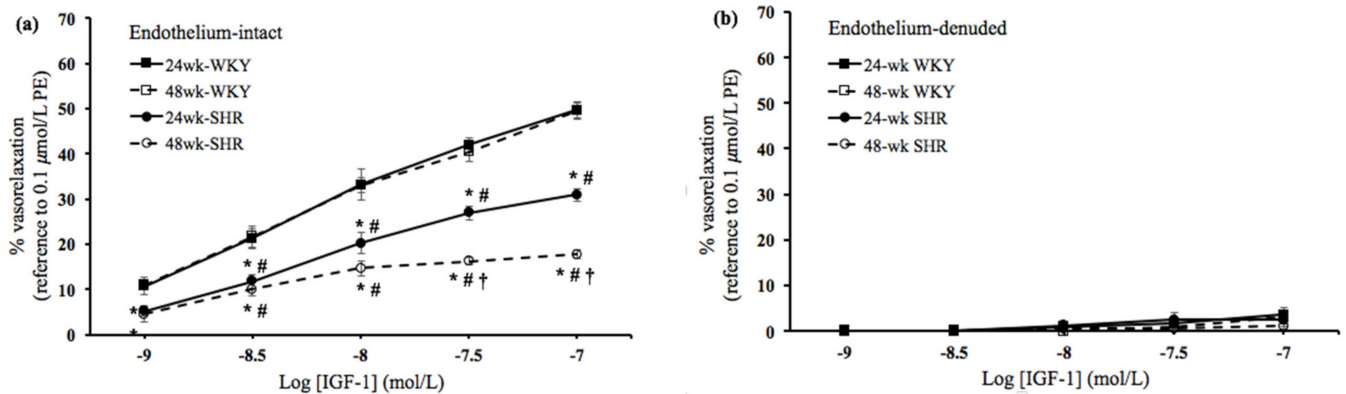 (a)
% vasorelaxation
(reference to 0.1 µmol/L PE)
70
60
50
40
30
20
10
0
Endothelium-intact
24wk-WKY
48wk-WKY
24wk-SHR
48wk-SHR
* #
* #
* #
* #
*
*
* #
* #
* # †
* # †
-9
-8.5
-8
-7.5
-7
Log [IGF-1] (mol/L)
(b)
% vasorelaxation
(reference to 0.1 µmol/L PE)
70
60
50
40
30
20
10
0
Endothelium-denuded
24-wk WKY
48-wk WKY
24-wk SHR
48-wk SHR
-9
-8.5
-8
-7.5
-7
Log [IGF-1] (mol/L)